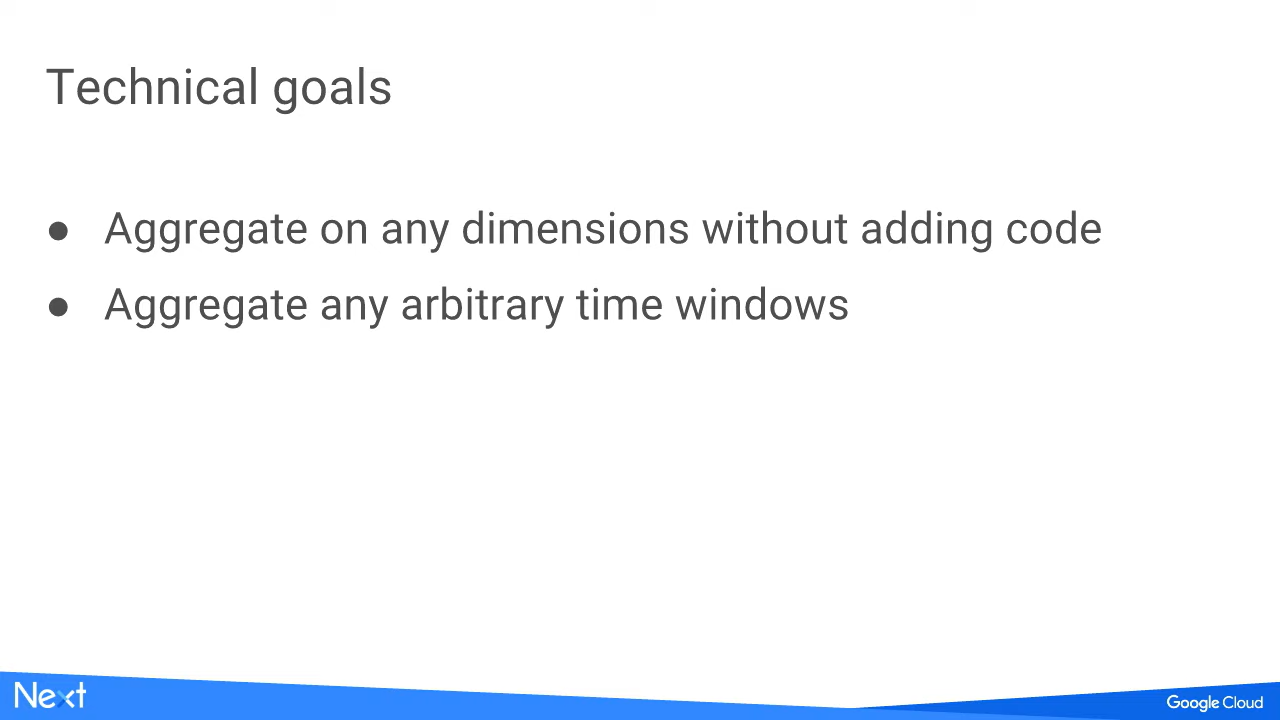 Technical goals
● Aggregate on any dimensions without adding code
● Aggregate any arbitrary time windows
Next
Google Cloud